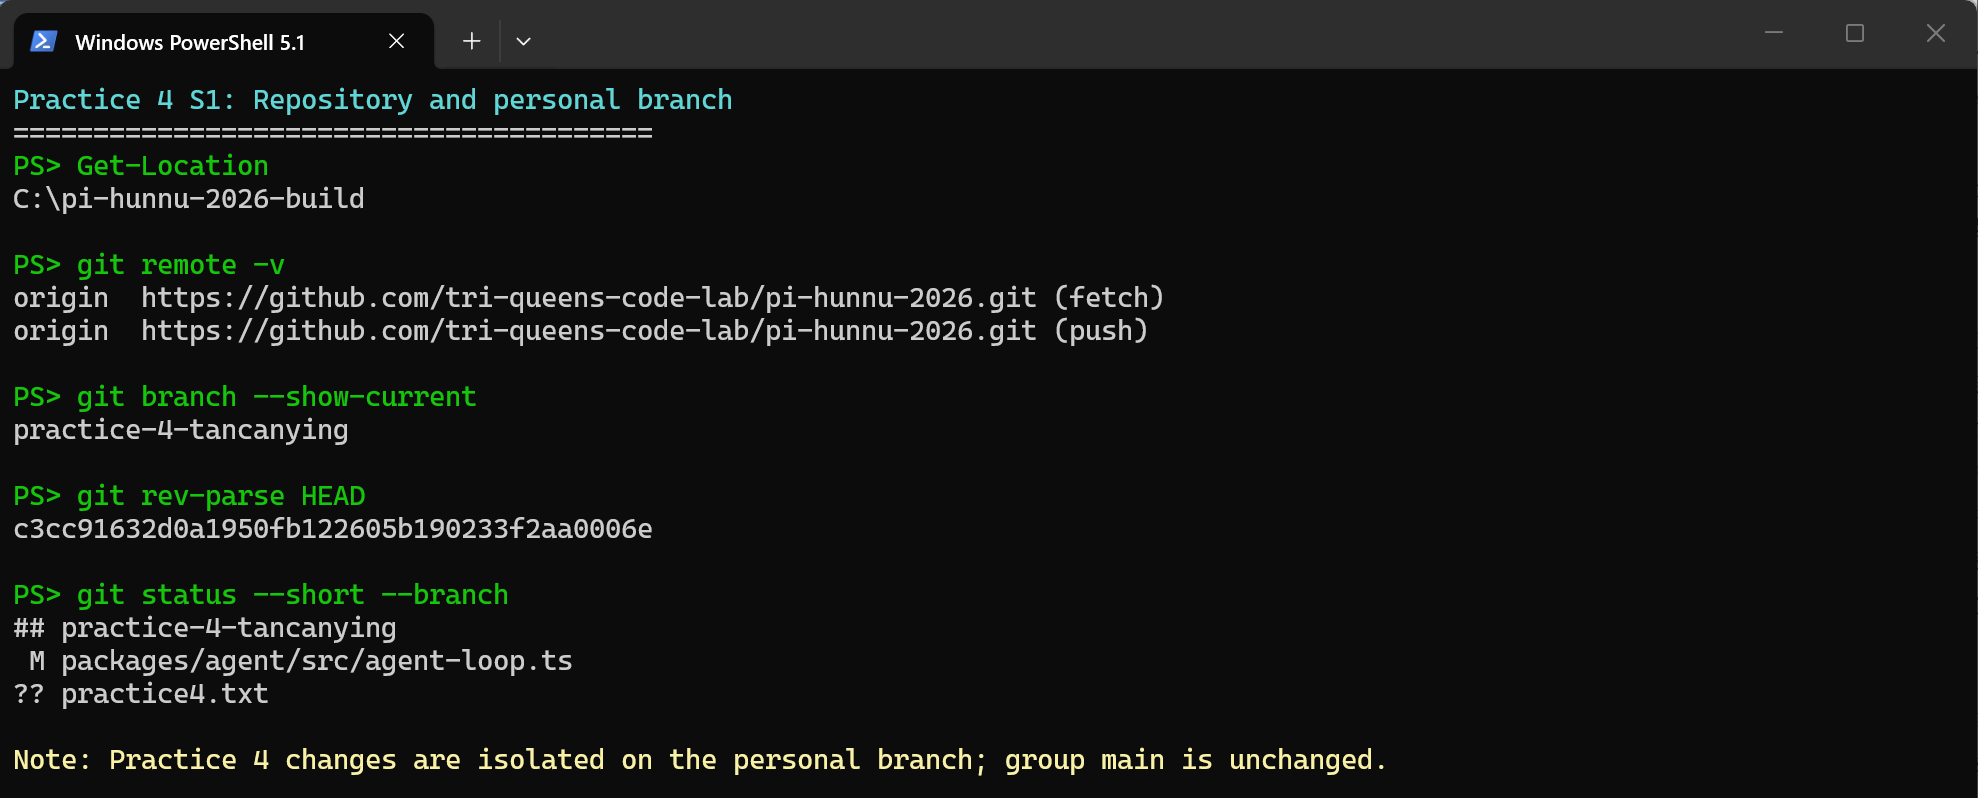 Windows PowerShell 5.1
Practice 4 S1: Repository and personal branch
========================================
PS> Get-Location
C:\pi-hunnu-2026-build
PS> git remote -v
origin  https://github.com/tri-queens-code-lab/pi-hunnu-2026.git (fetch)
origin  https://github.com/tri-queens-code-lab/pi-hunnu-2026.git (push)
PS> git branch --show-current
practice-4-tancanying
PS> git rev-parse HEAD
c3cc91632d0a1950fb122605b190233f2aa0006e
PS> git status --short --branch
## practice-4-tancanying
 M packages/agent/src/agent-loop.ts
?? practice4.txt
Note: Practice 4 changes are isolated on the personal branch; group main is unchanged.